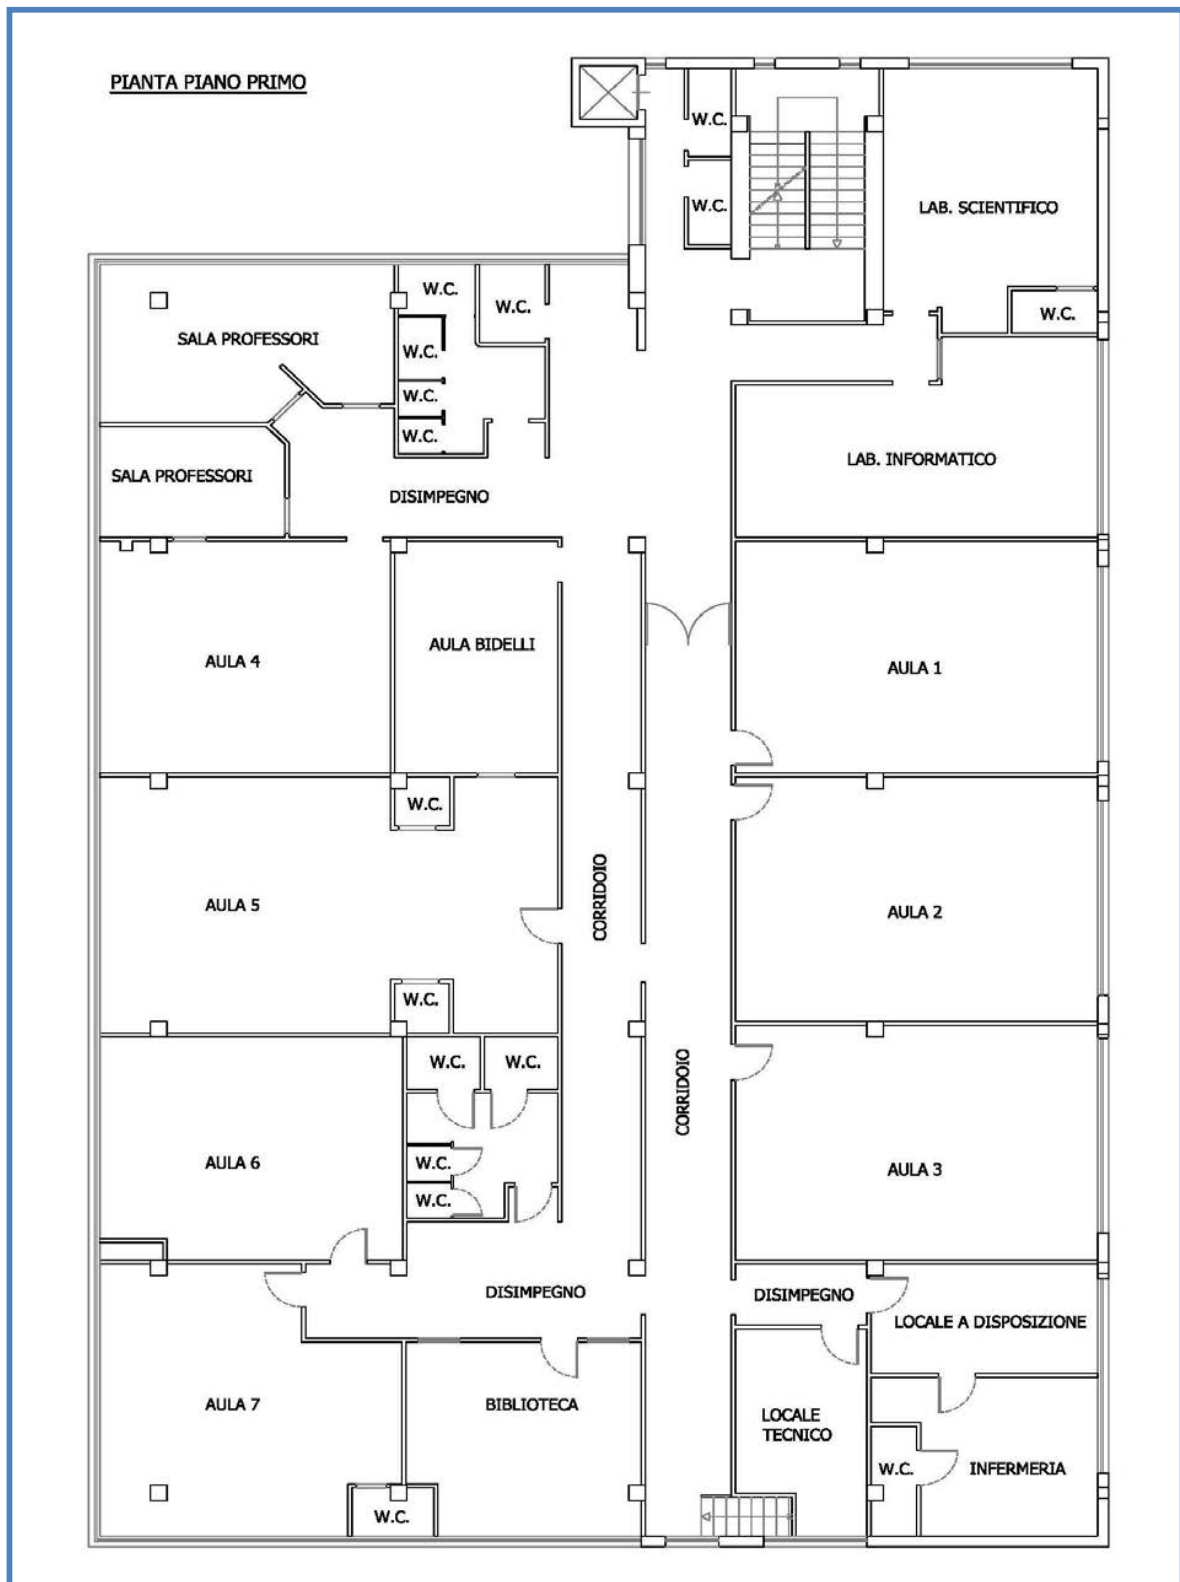 PIANTA PIANO PRIMO
W.C.
W.C.
LAB. SCIENTIFICO
W.C.
W.C.
W.C.
SALA PROFESSORI
W.C.
W.C.
W.C.
LAB. INFORMATICO
SALA PROFESSORI
DISIMPEGNO
AULA 4
AULA BIDELLI
AULA 1
W.C.
AULA 5
CORRIDOIO
AULA 2
W.C.
W.C.
W.C.
CORRIDOIO
AULA 6
W.C.
W.C.
AULA 3
DISIMPEGNO
DISIMPEGNO
LOCALE A DISPOSIZIONE
AULA 7
BIBLIOTECA
LOCALE
TECNICO
W.C.
INFERMERIA
W.C.